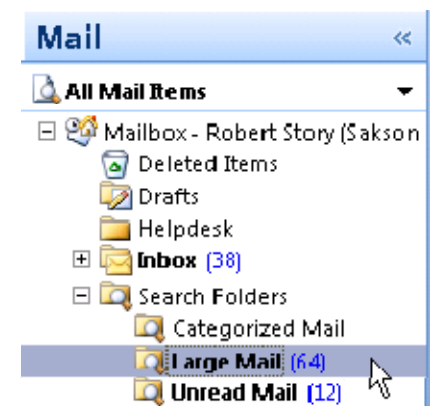 Mail «
All Mail Items
Mailbox - Robert Story (Sakson
Deleted Items
Drafts
Helpdesk
Inbox (38)
Search Folders
Categorized Mail
Large Mail (64)
Unread Mail (12)